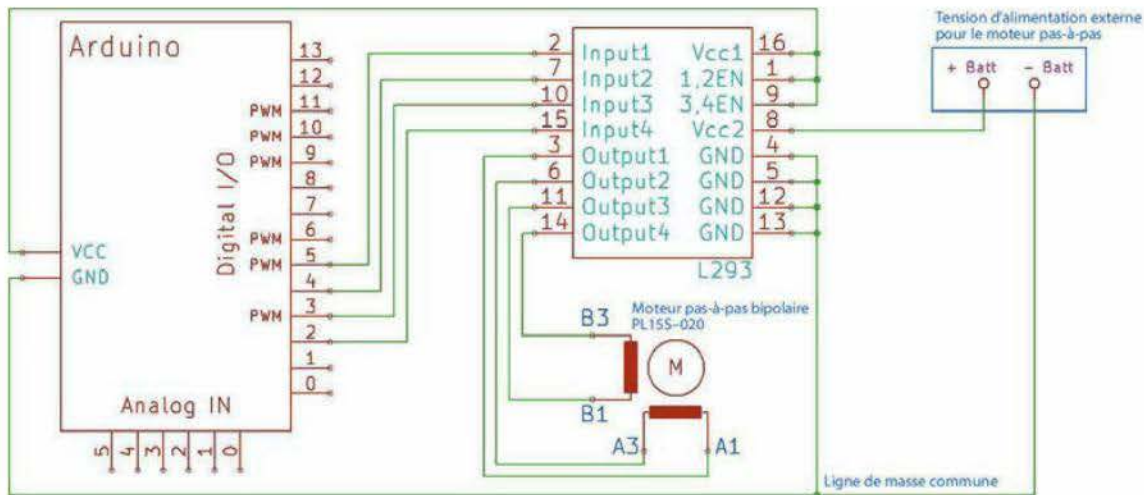 Arduino
Digital I/O
13
12
PWM 11
PWM 10
PWM 9
8
7
PWM 6
PWM 5
4
PWM 3
2
1
0
VCC
GND
Analog IN
5 4 3 2 1 0
2 Input1
7 Input2
10 Input3
15 Input4
3 Output1
6 Output2
11 Output3
14 Output4
Vcc1 16
1,2EN 1
3,4EN 9
Vcc2 8
GND 4
GND 5
GND 12
GND 13
L293
Tension d'alimentation externe
pour le moteur pas-à-pas
+ Batt - Batt
Moteur pas-à-pas bipolaire
PL15S-020
B3
M
B1
A3 A1
Ligne de masse commune